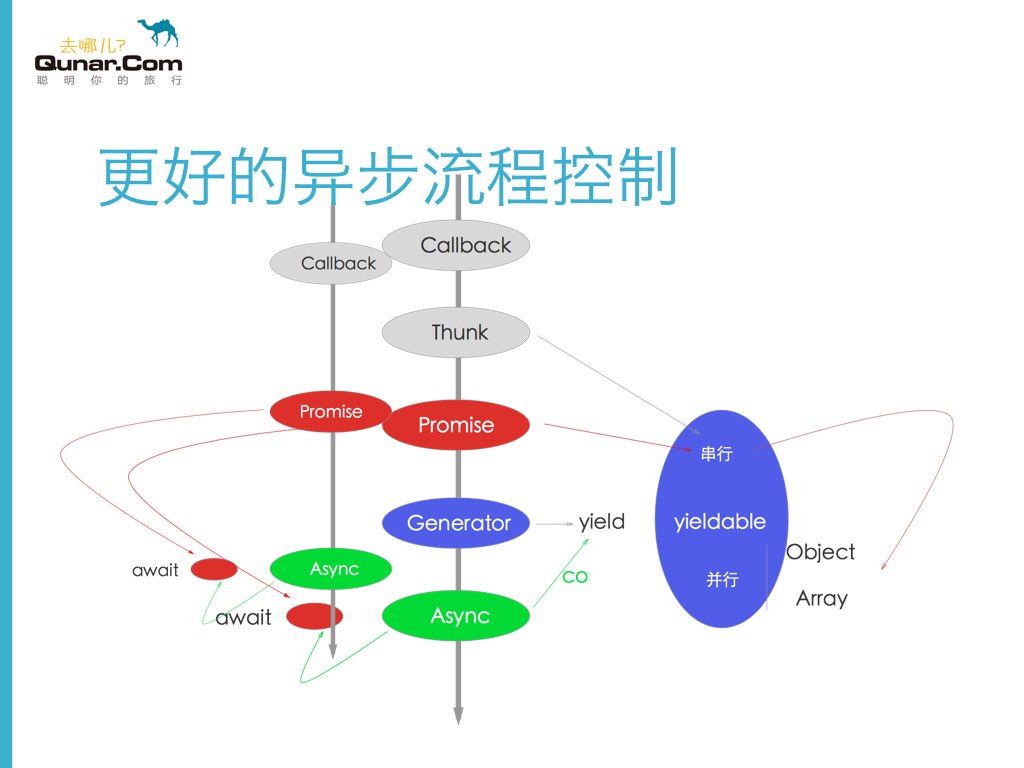 去哪儿?
Qunar.Com
聪明你的旅行
更好的异步流程控制
Callback
Callback
Thunk
Promise
Promise
串行
Generator
yield
yieldable
Object
await
Async
co
并行
Array
await
Async